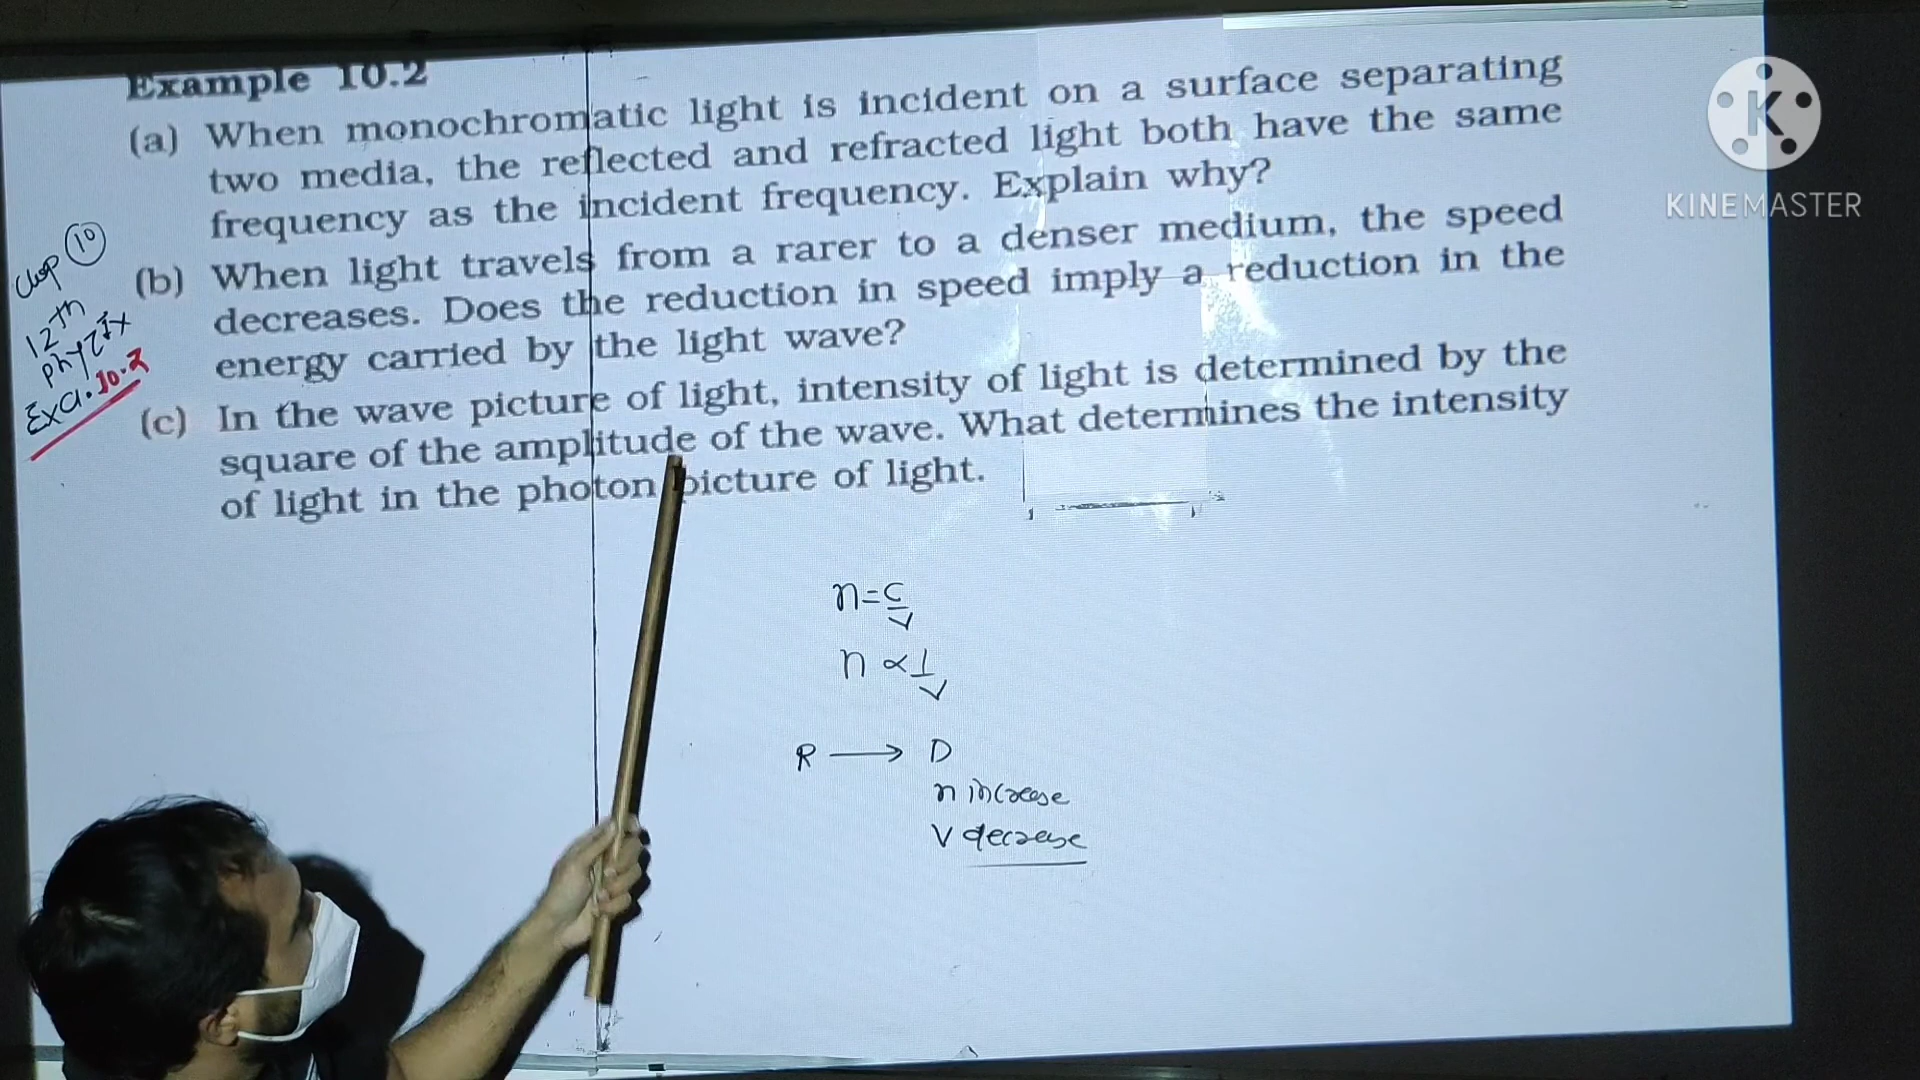 Example 10.2
(a) When monochromatic light is incident on a surface separating
two media, the reflected and refracted light both have the same
frequency as the incident frequency. Explain why?
(b) When light travels from a rarer to a denser medium, the speed
decreases. Does the reduction in speed imply a reduction in the
energy carried by the light wave?
(c) In the wave picture of light, intensity of light is determined by the
square of the amplitude of the wave. What determines the intensity
of light in the photon picture of light.
Chap 10
12th
Exa. 10.2
n = c/v
n ∝ 1/v
R → D
n increase
v decrease
K
KINEMASTER